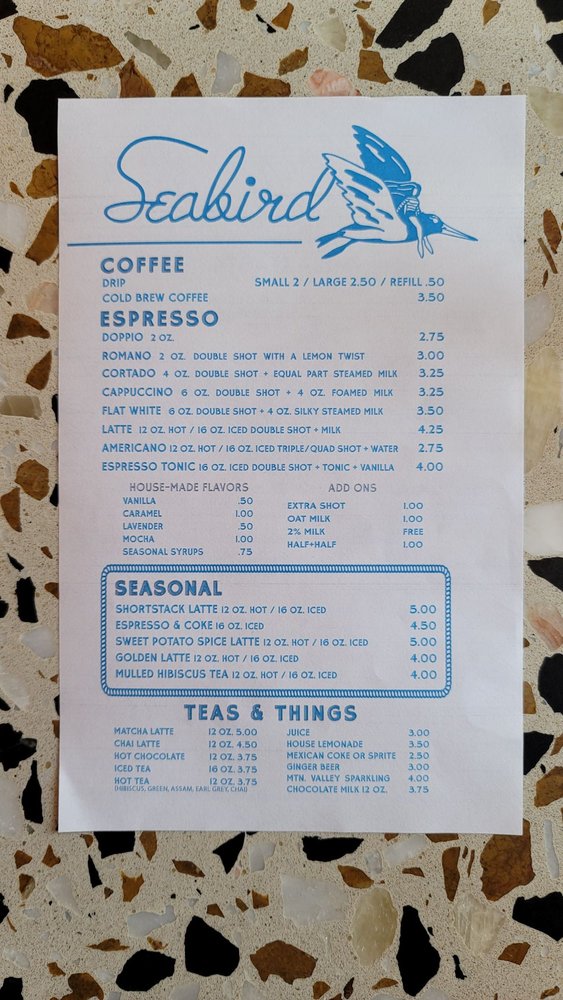 Seabird
COFFEE
DRIP SMALL 2 / LARGE 2.50 / REFILL .50
COLD BREW COFFEE 3.50
ESPRESSO
DOPPIO 2 OZ. 2.75
ROMANO 2 OZ. DOUBLE SHOT WITH A LEMON TWIST 3.00
CORTADO 4 OZ. DOUBLE SHOT + EQUAL PART STEAMED MILK 3.25
CAPPUCCINO 6 OZ. DOUBLE SHOT + 4 OZ. FOAMED MILK 3.25
FLAT WHITE 6 OZ. DOUBLE SHOT + 4 OZ. SILKY STEAMED MILK 3.50
LATTE 12 OZ. HOT / 16 OZ. ICED DOUBLE SHOT + MILK 4.25
AMERICANO 12 OZ. HOT / 16 OZ. ICED TRIPLE/QUAD SHOT + WATER 2.75
ESPRESSO TONIC 16 OZ. ICED DOUBLE SHOT + TONIC + VANILLA 4.00
HOUSE-MADE FLAVORS
VANILLA .50
CARAMEL 1.00
LAVENDER .50
MOCHA 1.00
SEASONAL SYRUPS .75
ADD ONS
EXTRA SHOT 1.00
OAT MILK 1.00
2% MILK FREE
HALF+HALF 1.00
SEASONAL
SHORTSTACK LATTE 12 OZ. HOT / 16 OZ. ICED 5.00
ESPRESSO & COKE 16 OZ. ICED 4.50
SWEET POTATO SPICE LATTE 12 OZ. HOT / 16 OZ. ICED 5.00
GOLDEN LATTE 12 OZ. HOT / 16 OZ. ICED 4.00
MULLED HIBISCUS TEA 12 OZ. HOT / 16 OZ. ICED 4.00
TEAS & THINGS
MATCHA LATTE 12 OZ. 5.00
CHAI LATTE 12 OZ. 4.50
HOT CHOCOLATE 12 OZ. 3.75
ICED TEA 16 OZ. 3.75
HOT TEA 12 OZ. 3.75
(HIBISCUS, GREEN, ASSAM, EARL GREY, CHAI)
JUICE 3.00
HOUSE LEMONADE 3.50
MEXICAN COKE OR SPRITE 2.50
GINGER BEER 3.00
MTN. VALLEY SPARKLING 4.00
CHOCOLATE MILK 12 OZ. 3.75